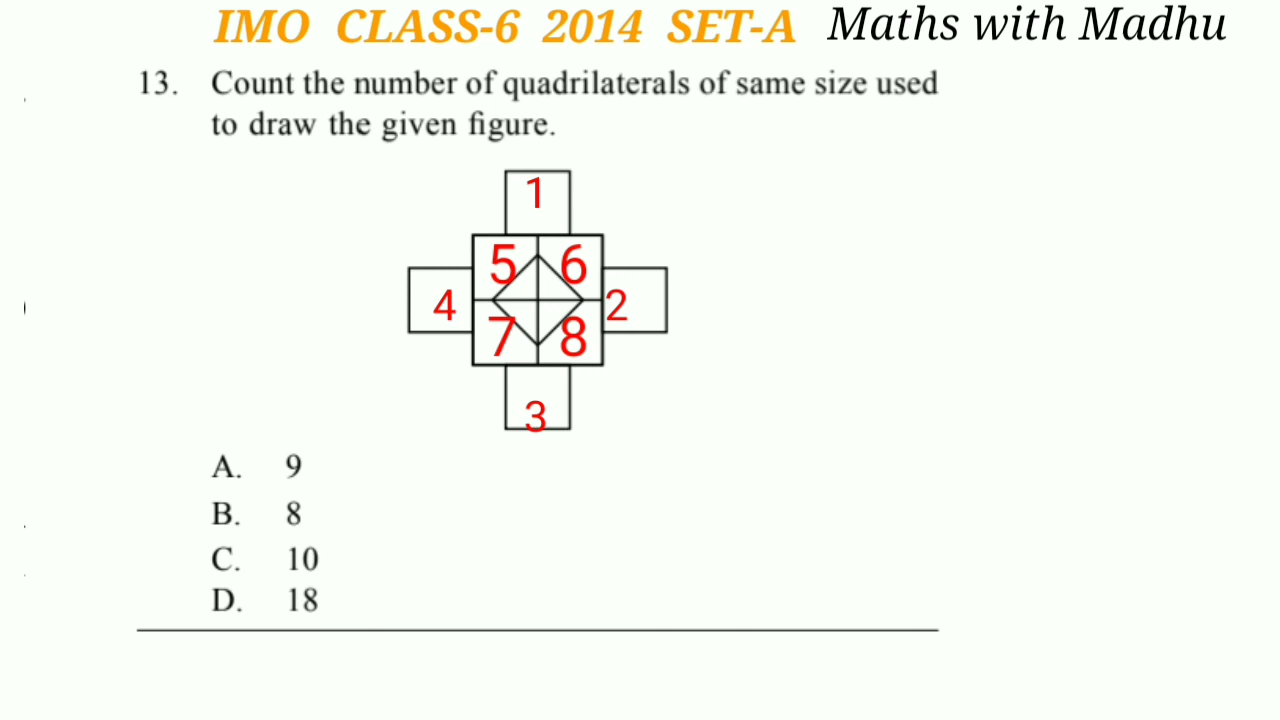 IMO CLASS-6 2014 SET-A Maths with Madhu
13. Count the number of quadrilaterals of same size used
to draw the given figure.
1
5 6
4 2
7 8
3
A. 9
B. 8
C. 10
D. 18